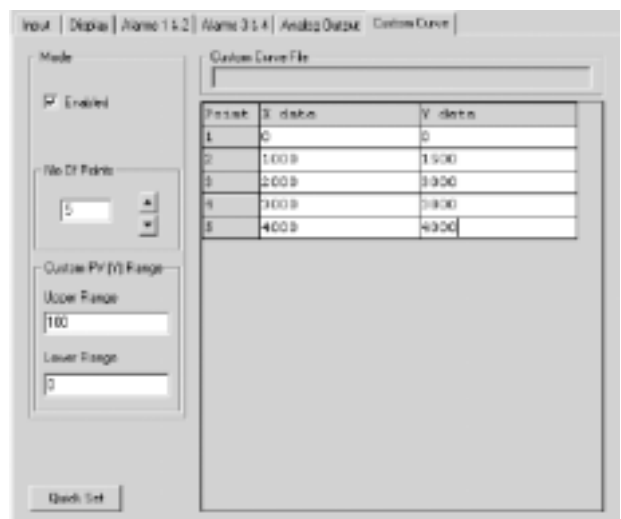 Input Display Alarms 1 & 2 Alarms 3 & 4 Analog Output Custom Curve
Mode
Enabled
No Of Points
5
Custom PV (Y) Range
Upper Range
100
Lower Range
0
Quick Set
Custom Curve File
Point X data Y data
1 0 0
2 1000 1500
3 2000 3000
4 3000
5 4000 4000